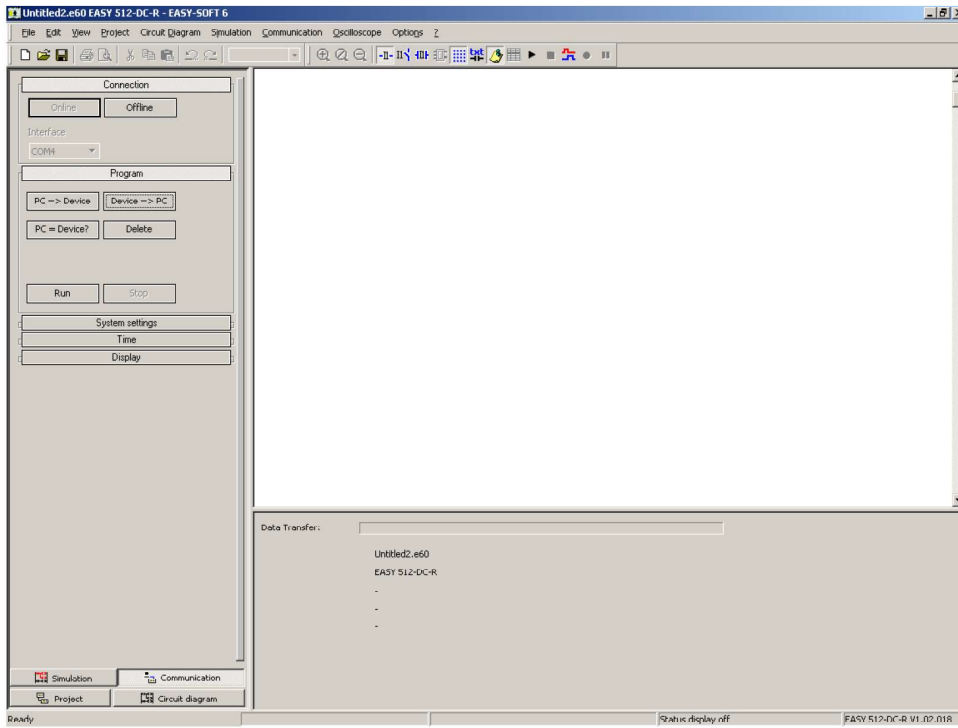 Untitled2.e60 EASY 512-DC-R - EASY-SOFT 6
File Edit View Project Circuit Diagram Simulation Communication Oscilloscope Options ?
txt
Connection
Online Offline
Interface
COM4
Program
PC -> Device Device -> PC
PC = Device? Delete
Run Stop
System settings
Time
Display
Data Transfer:
Untitled2.e60
EASY 512-DC-R
-
-
-
Simulation Communication
Project Circuit diagram
Ready Status display off EASY 512-DC-R V1.02.018